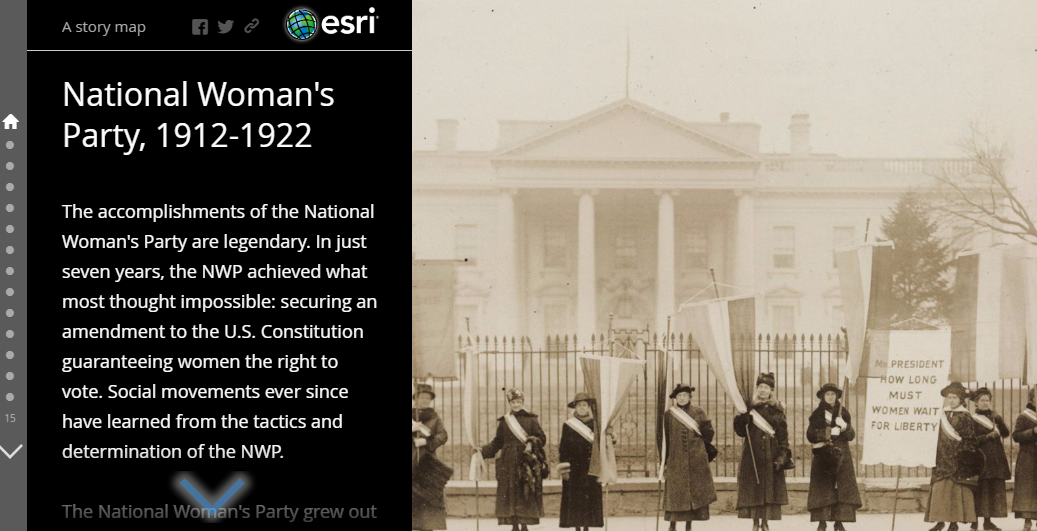 A story map
esri
National Woman's
Party, 1912-1922
The accomplishments of the National
Woman's Party are legendary. In just
seven years, the NWP achieved what
most thought impossible: securing an
amendment to the U.S. Constitution
guaranteeing women the right to
vote. Social movements ever since
have learned from the tactics and
determination of the NWP.
The National Woman's Party grew out
15
MR. PRESIDENT
HOW LONG
MUST
WOMEN WAIT
FOR LIBERTY